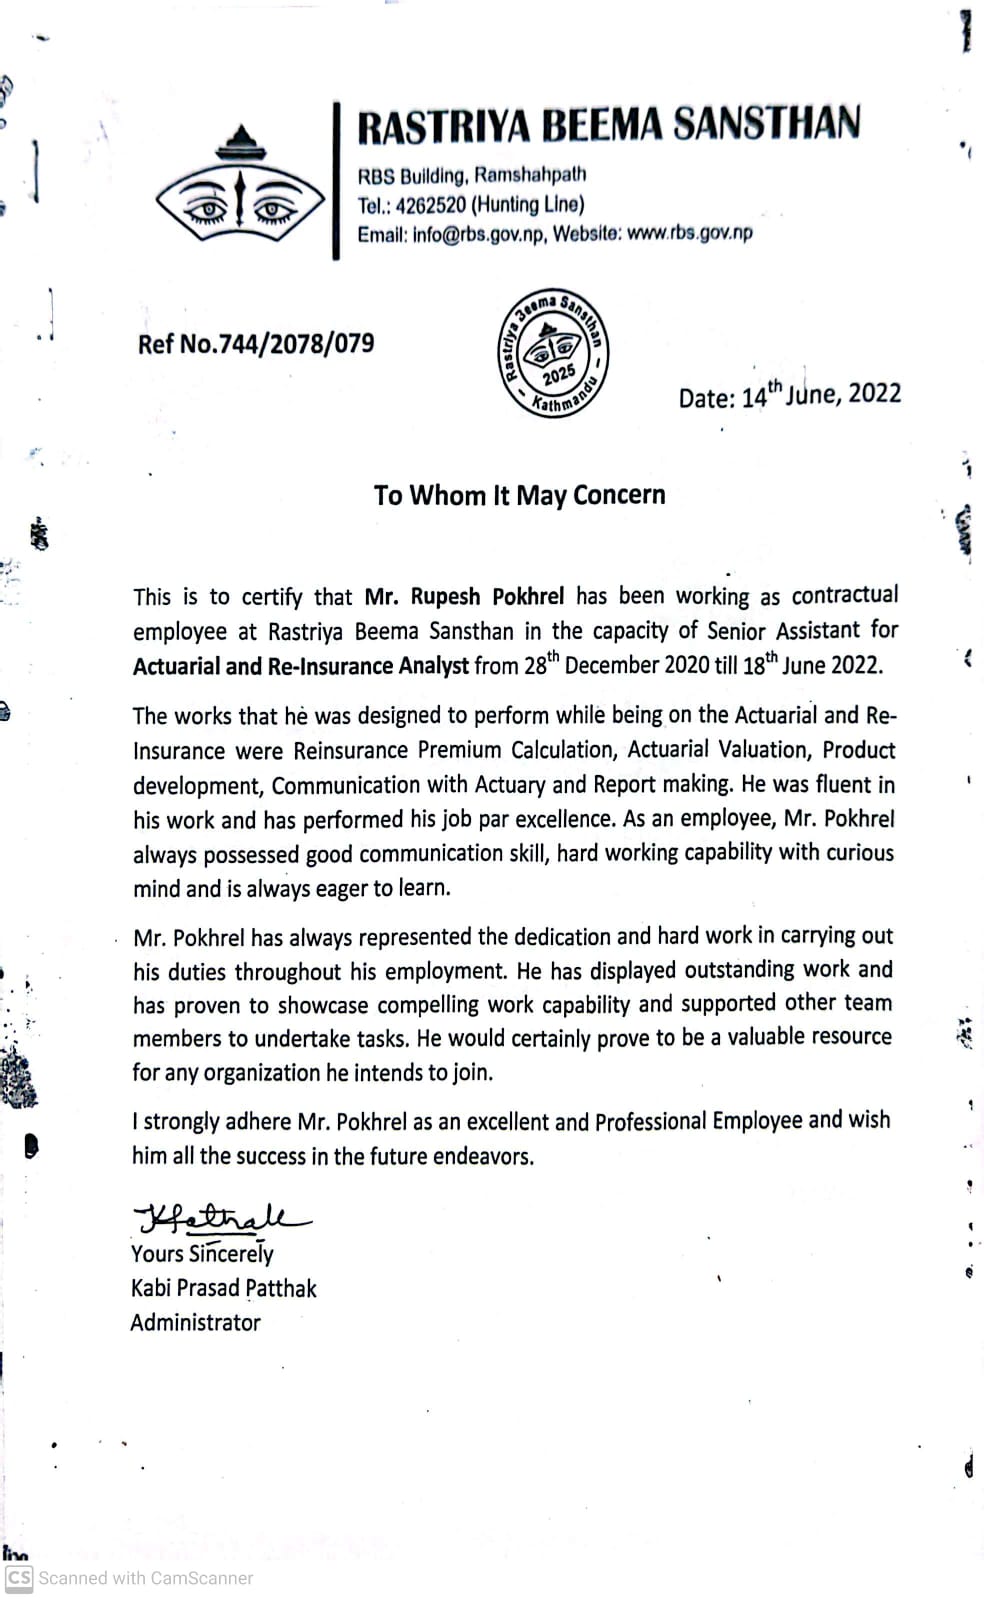 RASTRIYA BEEMA SANSTHAN
RBS Building, Ramshahpath
Tel.: 4262520 (Hunting Line)
Email: info@rbs.gov.np, Website: www.rbs.gov.np
Ref No.744/2078/079
Rastriya Beema Sansthan
2025
Kathmandu
Date: 14th June, 2022
To Whom It May Concern
This is to certify that Mr. Rupesh Pokhrel has been working as contractual
employee at Rastriya Beema Sansthan in the capacity of Senior Assistant for
Actuarial and Re-Insurance Analyst from 28th December 2020 till 18th June 2022.
The works that he was designed to perform while being on the Actuarial and Re-
Insurance were Reinsurance Premium Calculation, Actuarial Valuation, Product
development, Communication with Actuary and Report making. He was fluent in
his work and has performed his job par excellence. As an employee, Mr. Pokhrel
always possessed good communication skill, hard working capability with curious
mind and is always eager to learn.
Mr. Pokhrel has always represented the dedication and hard work in carrying out
his duties throughout his employment. He has displayed outstanding work and
has proven to showcase compelling work capability and supported other team
members to undertake tasks. He would certainly prove to be a valuable resource
for any organization he intends to join.
I strongly adhere Mr. Pokhrel as an excellent and Professional Employee and wish
him all the success in the future endeavors.
Yours Sincerely
Kabi Prasad Patthak
Administrator
CS Scanned with CamScanner